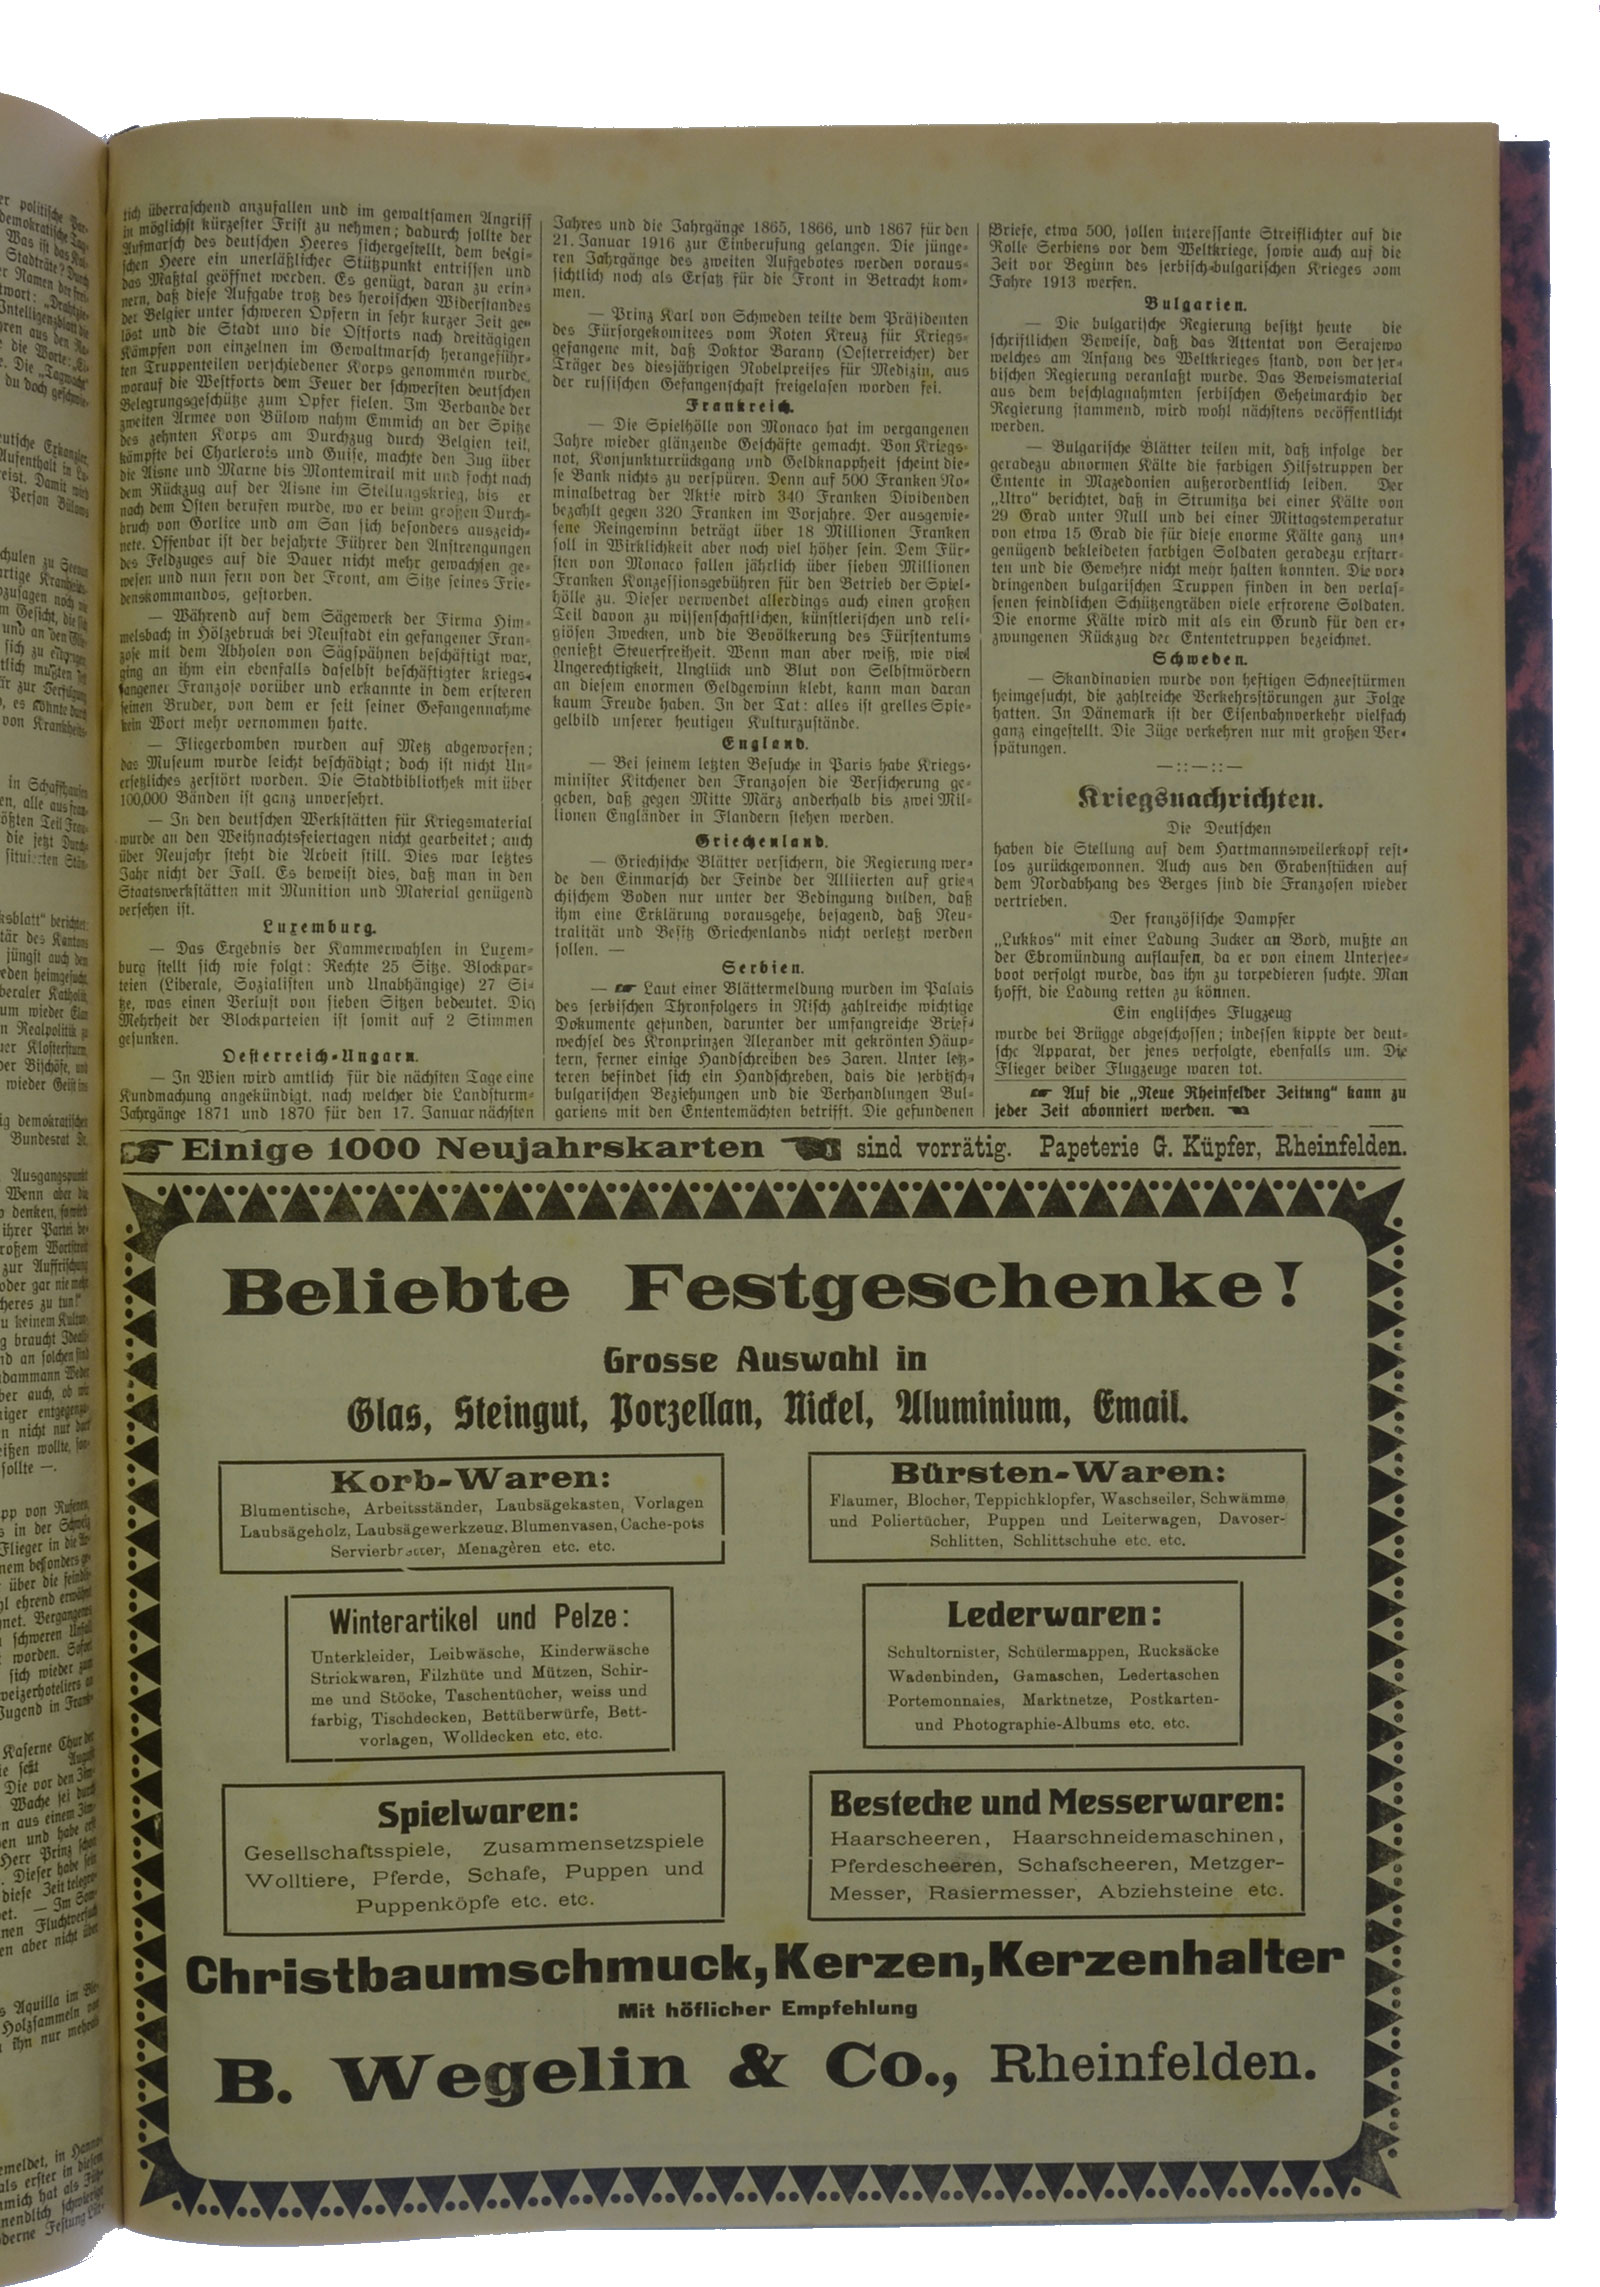 tich überraschend anzufallen und im gewaltsamen Angriff
in möglichst kürzester Frist zu nehmen; dadurch sollte der
Aufmarsch des deutschen Heeres sichergestellt, dem belgi-
schen Heere ein unerläßlicher Stützpunkt entrissen und
das Maßtal geöffnet werden. Es genügt, daran zu erin-
nern, daß diese Aufgabe trotz des heroischen Widerstandes
der Belgier unter schweren Opfern in sehr kurzer Zeit ge-
löst und die Stadt uno die Ostforts nach dreitägigen
Kämpfen von einzelnen im Gewaltmarsch herangeführ-
ten Truppenteilen verschiedener Korps genommen wurde,
worauf die Westforts dem Feuer der schwersten deutschen
Belegrungsgeschütze zum Opfer fielen. Im Verbande der
zweiten Armee von Bülow nahm Emmich an der Spitze
des zehnten Korps am Durchzug durch Belgien teil,
kämpfte bei Charlerois und Guise, machte den Zug über
die Aisne und Marne bis Montemirail mit und focht nach
dem Rückzug auf der Aisne im Stellungskrieg, bis er
nach dem Osten berufen wurde, wo er beim großen Durch-
bruch von Gorlice und am San sich besonders auszeich-
nete. Offenbar ist der bejahrte Führer den Anstrengungen
des Feldzuges auf die Dauer nicht mehr gewachsen ge-
wesen und nun fern von der Front, am Sitze seines Frie-
denskommandos, gestorben.
— Während auf dem Sägewerk der Firma Him-
melsbach in Hölzebruck bei Neustadt ein gefangener Fran-
zose mit dem Abholen von Sägspähnen beschäftigt war,
ging an ihm ein ebenfalls daselbst beschäftigter kriegs-
fangener Franzose vorüber und erkannte in dem ersteren
seinen Bruder, von dem er seit seiner Gefangennahme
kein Wort mehr vernommen hatte.
— Fliegerbomben wurden auf Metz abgeworfen;
das Museum wurde leicht beschädigt; doch ist nicht Un-
ersetzliches zerstört worden. Die Stadtbibliothek mit über
100,000 Bänden ist ganz unversehrt.
— In den deutschen Werkstätten für Kriegsmaterial
wurde an den Weihnachtsfeiertagen nicht gearbeitet; auch
über Neujahr steht die Arbeit still. Dies war letztes
Jahr nicht der Fall. Es beweist dies, daß man in den
Staatswerkstätten mit Munition und Material genügend
versehen ist.
Luxemburg.
— Das Ergebnis der Kammerwahlen in Luxem-
burg stellt sich wie folgt: Rechte 25 Sitze. Blockpar-
teien (Liberale, Sozialisten und Unabhängige) 27 Si-
tze, was einen Verlust von sieben Sitzen bedeutet. Die
Mehrheit der Blockparteien ist somit auf 2 Stimmen
gesunken.
Oesterreich-Ungarn.
— In Wien wird amtlich für die nächsten Tage eine
Kundmachung angekündigt, nach welcher die Landsturm-
Jahrgänge 1871 und 1870 für den 17. Januar nächsten
Jahres und die Jahrgänge 1865, 1866, und 1867 für den
21. Januar 1916 zur Einberufung gelangen. Die jünge-
ren Jahrgänge des zweiten Aufgebotes werden voraus-
sichtlich noch als Ersatz für die Front in Betracht kom-
men.
— Prinz Karl von Schweden teilte dem Präsidenten
des Fürsorgekomitees vom Roten Kreuz für Kriegs-
gefangene mit, daß Doktor Barany (Oesterreicher) der
Träger des diesjährigen Nobelpreises für Medizin, aus
der russischen Gefangenschaft freigelasen worden sei.
Frankreich.
— Die Spielhölle von Monaco hat im vergangenen
Jahre wieder glänzende Geschäfte gemacht. Von Kriegs-
not, Konjunkturrückgang und Geldknappheit scheint die-
se Bank nichts zu verspüren. Denn auf 500 Franken No-
minalbetrag der Aktie wird 340 Franken Dividenden
bezahlt gegen 320 Franken im Vorjahre. Der ausgewie-
sene Reingewinn beträgt über 18 Millionen Franken
soll in Wirklichkeit aber noch viel höher sein. Dem Für-
sten von Monaco fallen jährlich über sieben Millionen
Franken Konzessionsgebühren für den Betrieb der Spiel-
hölle zu. Dieser verwendet allerdings auch einen großen
Teil davon zu wissenschaftlichen, künstlerischen und reli-
giösen Zwecken, und die Bevölkerung des Fürstentums
genießt Steuerfreiheit. Wenn man aber weiß, wie viel
Ungerechtigkeit, Unglück und Blut von Selbstmördern
an diesem enormen Geldgewinn klebt, kann man daran
kaum Freude haben. In der Tat: alles ist grelles Spie-
gelbild unserer heutigen Kulturzustände.
England.
— Bei seinem letzten Besuche in Paris habe Kriegs-
minister Kitchener den Franzosen die Versicherung ge-
geben, daß gegen Mitte März anderhalb bis zwei Mil-
lionen Engländer in Flandern stehen werden.
Griechenland.
— Griechische Blätter versichern, die Regierung wer-
de den Einmarsch der Feinde der Alliierten auf grie-
chischem Boden nur unter der Bedingung dulden, daß
ihm eine Erklärung vorausgehe, besagend, daß Neu-
tralität und Besitz Griechenlands nicht verletzt werden
sollen. —
Serbien.
— ☛ Laut einer Blättermeldung wurden im Palais
des serbischen Thronfolgers in Nisch zahlreiche wichtige
Dokumente gefunden, darunter der umfangreiche Brief-
wechsel des Kronprinzen Alexander mit gekrönten Häup-
tern, ferner einige Handschreiben des Zaren. Unter letz-
teren befindet sich ein Handschreben, dais die serbisch-
bulgarischen Beziehungen und die Verhandlungen Bul-
gariens mit den Ententemächten betrifft. Die gefundenen
Briefe, etwa 500, sollen interessante Streiflichter auf die
Rolle Serbiens vor dem Weltkriege, sowie auch auf die
Zeit vor Beginn des serbisch-bulgarischen Krieges vom
Jahre 1913 werfen.
Bulgarien.
— Die bulgarische Regierung besitzt heute die
schriftlichen Beweise, daß das Attentat von Serajewo
welches am Anfang des Weltkrieges stand, von der ser-
bischen Regierung veranlaßt wurde. Das Beweismaterial
aus dem beschlagnahmten serbischen Geheimarchiv der
Regierung stammend, wird wohl nächstens veröffentlicht
werden.
— Bulgarische Blätter teilen mit, daß infolge der
geradezu abnormen Kälte die farbigen Hilfstruppen der
Entente in Mazedonien außerordentlich leiden. Der
„Utro" berichtet, daß in Strumitza bei einer Kälte von
29 Grad unter Null und bei einer Mittagstemperatur
von etwa 15 Grad die für diese enorme Kälte ganz un-
genügend bekleideten farbigen Soldaten geradezu erstarr-
ten und die Gewehre nicht mehr halten konnten. Die vor-
dringenden bulgarischen Truppen finden in den verlas-
senen feindlichen Schützengräben viele erfrorene Soldaten.
Die enorme Kälte wird mit als ein Grund für den er-
zwungenen Rückzug der Ententetruppen bezeichnet.
Schweden.
— Skandinavien wurde von heftigen Schneestürmen
heimgesucht, die zahlreiche Verkehrsstörungen zur Folge
hatten. In Dänemark ist der Eisenbahnverkehr vielfach
ganz eingestellt. Die Züge verkehren nur mit großen Ver-
spätungen.
—::—::—
Kriegsnachrichten.
Die Deutschen
haben die Stellung auf dem Hartmannsweilerkopf rest-
los zurückgewonnen. Auch aus den Grabenstücken auf
dem Nordabhang des Berges sind die Franzosen wieder
vertrieben.
Der französische Dampfer
„Lukkos" mit einer Ladung Zucker an Bord, mußte an
der Ebromündung auflaufen, da er von einem Untersee-
boot verfolgt wurde, das ihn zu torpedieren suchte. Man
hofft, die Ladung retten zu können.
Ein englisches Flugzeug
wurde bei Brügge abgeschossen; indessen kippte der deut-
sche Apparat, der jenes verfolgte, ebenfalls um. Die
Flieger beider Flugzeuge waren tot.
☛ Auf die „Neue Rheinfelder Zeitung" kann zu
jeder Zeit abonniert werden. ☚
☛ Einige 1000 Neujahrskarten ☚ sind vorrätig. Papeterie G. Küpfer, Rheinfelden.
Beliebte Festgeschenke!
Grosse Auswahl in
Glas, Steingut, Porzellan, Nickel, Aluminium, Email.
Korb-Waren:
Blumentische, Arbeitsständer, Laubsägekasten, Vorlagen
Laubsägeholz, Laubsägewerkzeug, Blumenvasen, Cache-pots
Servierbretter, Menagèren etc. etc.
Bürsten-Waren:
Flaumer, Blocher, Teppichklopfer, Waschseiler, Schwämme
und Poliertücher, Puppen und Leiterwagen, Davoser-
Schlitten, Schlittschuhe etc. etc.
Winterartikel und Pelze:
Unterkleider, Leibwäsche, Kinderwäsche
Strickwaren, Filzhüte und Mützen, Schir-
me und Stöcke, Taschentücher, weiss und
farbig, Tischdecken, Bettüberwürfe, Bett-
vorlagen, Wolldecken etc. etc.
Lederwaren:
Schultornister, Schülermappen, Rucksäcke
Wadenbinden, Gamaschen, Ledertaschen
Portemonnaies, Marktnetze, Postkarten-
und Photographie-Albums etc. etc.
Spielwaren:
Gesellschaftsspiele, Zusammensetzspiele
Wolltiere, Pferde, Schafe, Puppen und
Puppenköpfe etc. etc.
Bestecke und Messerwaren:
Haarscheeren, Haarschneidemaschinen,
Pferdescheeren, Schafscheeren, Metzger-
Messer, Rasiermesser, Abziehsteine etc.
Christbaumschmuck, Kerzen, Kerzenhalter
Mit höflicher Empfehlung
B. Wegelin & Co., Rheinfelden.